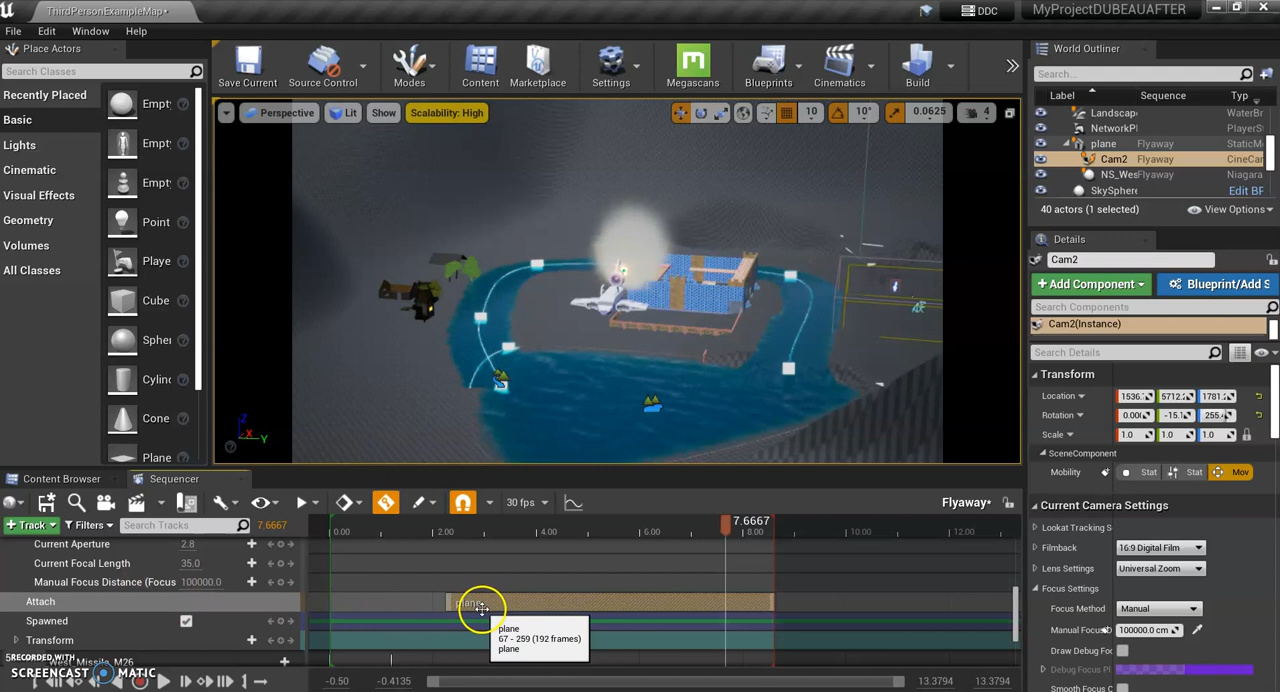 ThirdPersonExampleMap•
DDC
MyProjectDUBEAUAFTER
File Edit Window Help
Place Actors
Search Classes
Recently Placed
Basic
Lights
Cinematic
Visual Effects
Geometry
Volumes
All Classes
Empt
Empt
Empt
Point
Playe
Cube
Spher
Cylin
Cone
Plane
Save Current
Source Control
Modes
Content
Marketplace
Settings
Megascans
Blueprints
Cinematics
Build
Perspective Lit Show Scalability: High
10 10° 0.0625 4
Z
X Y
World Outliner
Search...
Label Sequence Typ
Landscap WaterBr
NetworkPl PlayerS
plane Flyaway StaticM
Cam2 Flyaway CineCar
NS_Wes Flyaway Niagara
SkySphere Edit BP
40 actors (1 selected) View Options
Details
Cam2
+ Add Component
Blueprint/Add S
Search Components
Cam2(Instance)
Search Details
Transform
Location 1536. 5712. 1781.
Rotation 0.00 -15.1 255.
Scale 1.0 1.0 1.0
SceneComponent
Mobility Stat Stat Mov
Current Camera Settings
Lookat Tracking S
Filmback 16:9 Digital Film
Lens Settings Universal Zoom
Focus Settings
Focus Method Manual
Manual Focus 100000.0 cm
Draw Debug Fo
Debug Focus Pl
Smooth Focus
Content Browser Sequencer
30 fps
Flyaway•
+ Track Filters Search Tracks 7.6667
0.00 2.00 4.00 6.00 8.00 10.00 12.00
7.6667
Current Aperture 2.8
Current Focal Length 35.0
Manual Focus Distance (Focus 100000.0
Attach
plane
Spawned
Transform
West_Missile_M26
plane
67 - 259 (192 frames)
plane
RECORDED WITH
SCREENCAST MATIC
-0.50 -0.4135 13.3794 13.3794